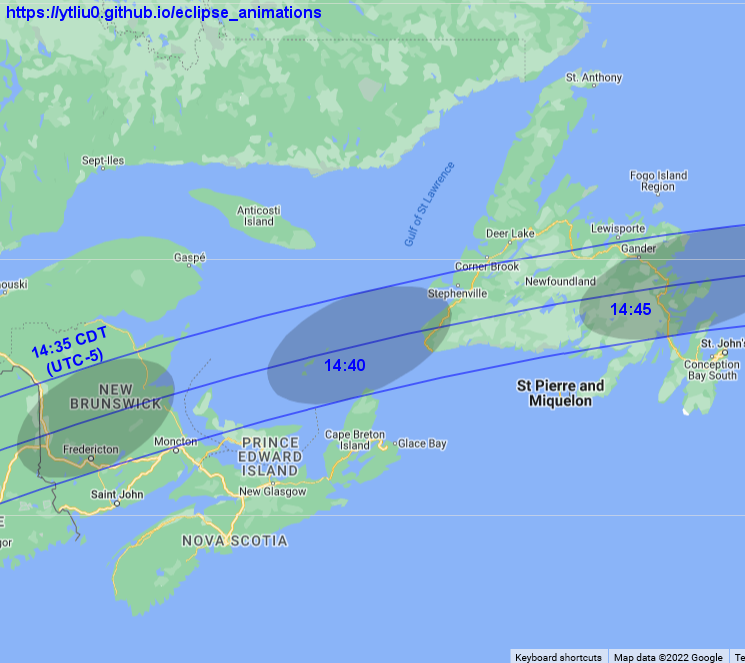 https://ytliu0.github.io/eclipse_animations
St. Anthony
Sept-Iles
Fogo Island
Region
Gulf of St Lawrence
Anticosti
Island
Lewisporte
Deer Lake
Gander
Gaspé
Corner Brook
Newfoundland
ouski
Stephenville
14:45
14:35 CDT
(UTC-5)
St. John's
14:40
Conception
Bay South
NEW
BRUNSWICK
St Pierre and
Miquelon
Cape Breton
Island
Glace Bay
Moncton
PRINCE
EDWARD
ISLAND
Fredericton
New Glasgow
Saint John
E
gor
NOVA SCOTIA
Keyboard shortcuts
Map data ©2022 Google
Te